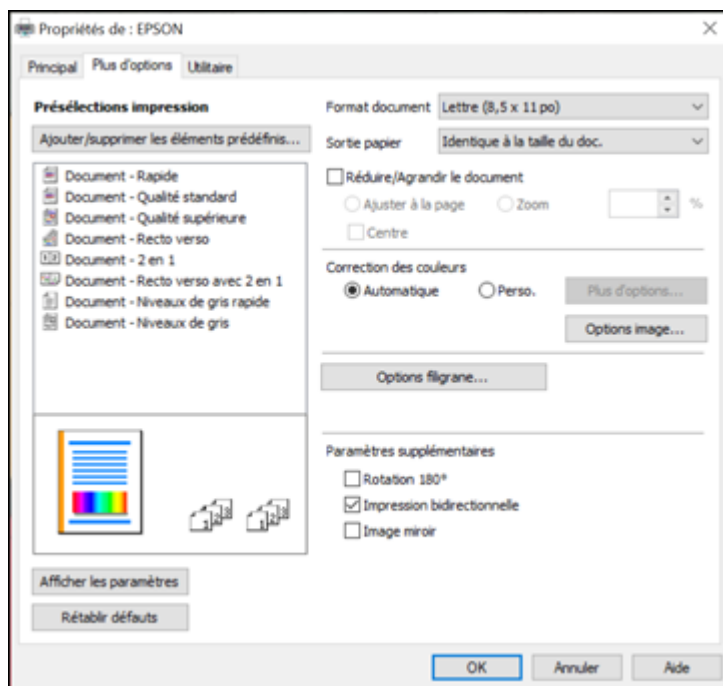 Propriétés de : EPSON
Principal
Plus d'options
Utilitaire
Présélections impression
Ajouter/supprimer les éléments prédéfinis...
Document - Rapide
Document - Qualité standard
Document - Qualité supérieure
Document - Recto verso
Document - 2 en 1
Document - Recto verso avec 2 en 1
Document - Niveaux de gris rapide
Document - Niveaux de gris
Afficher les paramètres
Rétablir défauts
Format document Lettre (8,5 x 11 po)
Sortie papier Identique à la taille du doc.
Réduire/Agrandir le document
Ajuster à la page Zoom %
Centre
Correction des couleurs
Automatique Perso. Plus d'options...
Options image...
Options filigrane...
Paramètres supplémentaires
Rotation 180°
Impression bidirectionnelle
Image miroir
OK Annuler Aide